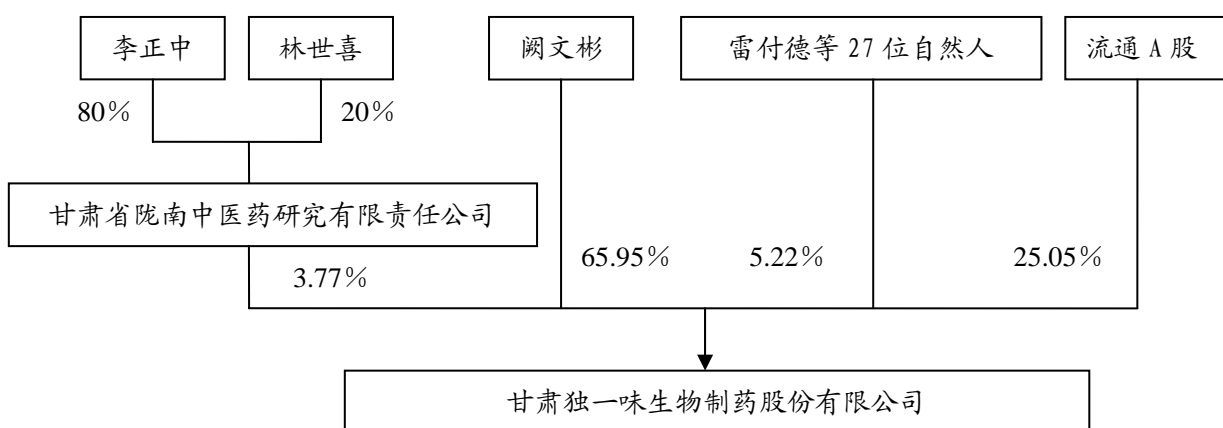 李正中
林世喜
阙文彬
雷付德等 27 位自然人
流通 A 股
80％
20％
甘肃省陇南中医药研究有限责任公司
3.77％
65.95％
5.22％
25.05％
甘肃独一味生物制药股份有限公司